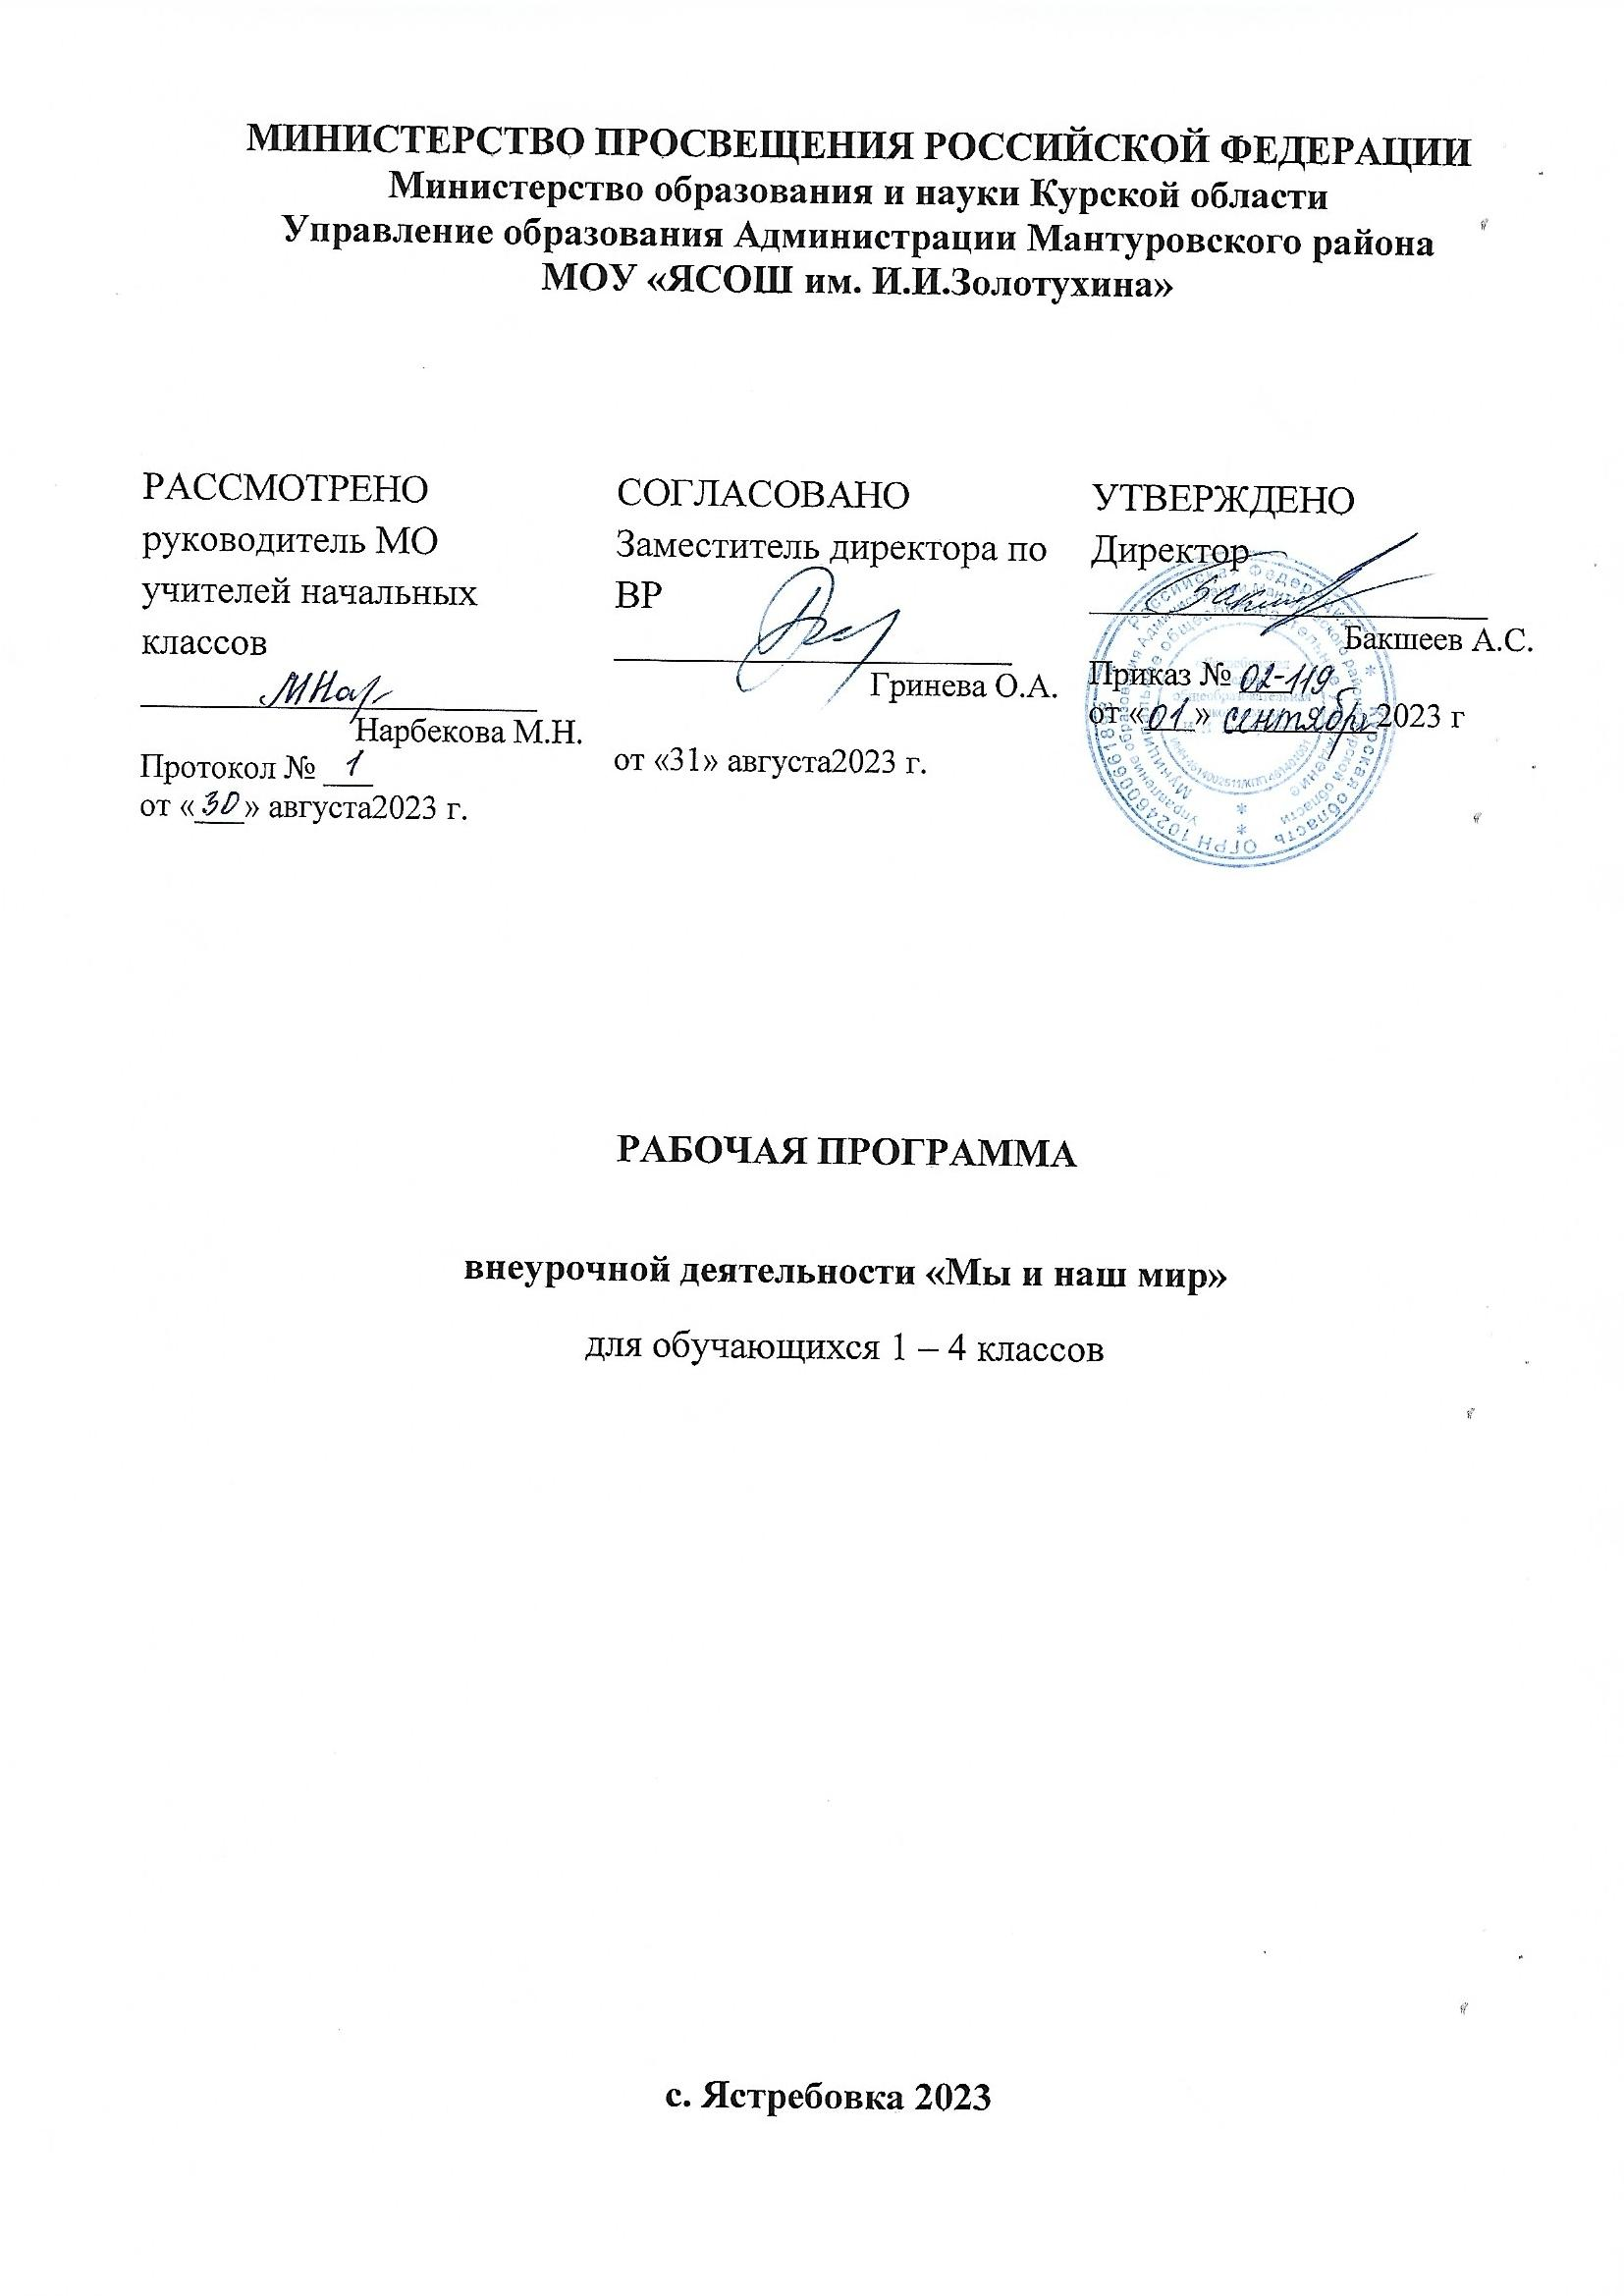 МИНИСТЕРСТВО ПРОСВЕЩЕНИЯ РОССИЙСКОЙ ФЕДЕРАЦИИ
Министерство образования и науки Курской области
Управление образования Администрации Мантуровского района
МОУ «ЯСОШ им. И.И.Золотухина»
РАССМОТРЕНО
руководитель МО
учителей начальных
классов
Нарбекова М.Н.
Протокол № 1
от «30» августа2023 г.
СОГЛАСОВАНО
Заместитель директора по
ВР
Гринева О.А.
от «31» августа2023 г.
УТВЕРЖДЕНО
Директор
Бакшеев А.С.
Приказ № 02-119
от «01» сентября 2023 г
РАБОЧАЯ ПРОГРАММА
внеурочной деятельности «Мы и наш мир»
для обучающихся 1 – 4 классов
с. Ястребовка 2023